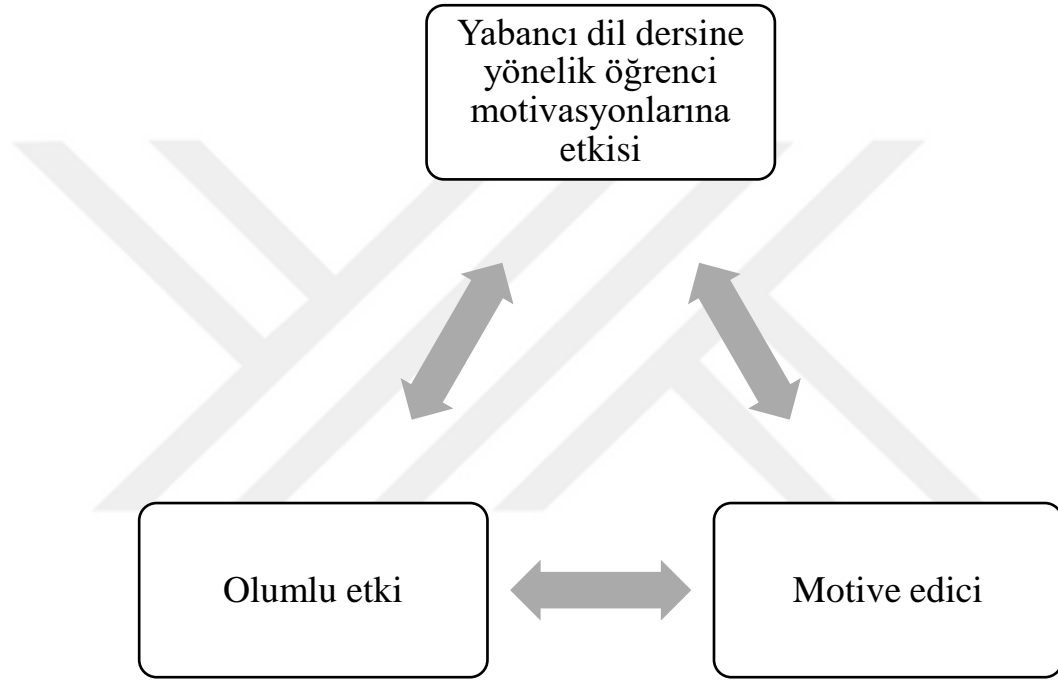 Yabancı dil dersine
yönelik öğrenci
motivasyonlarına
etkisi
Olumlu etki
Motive edici